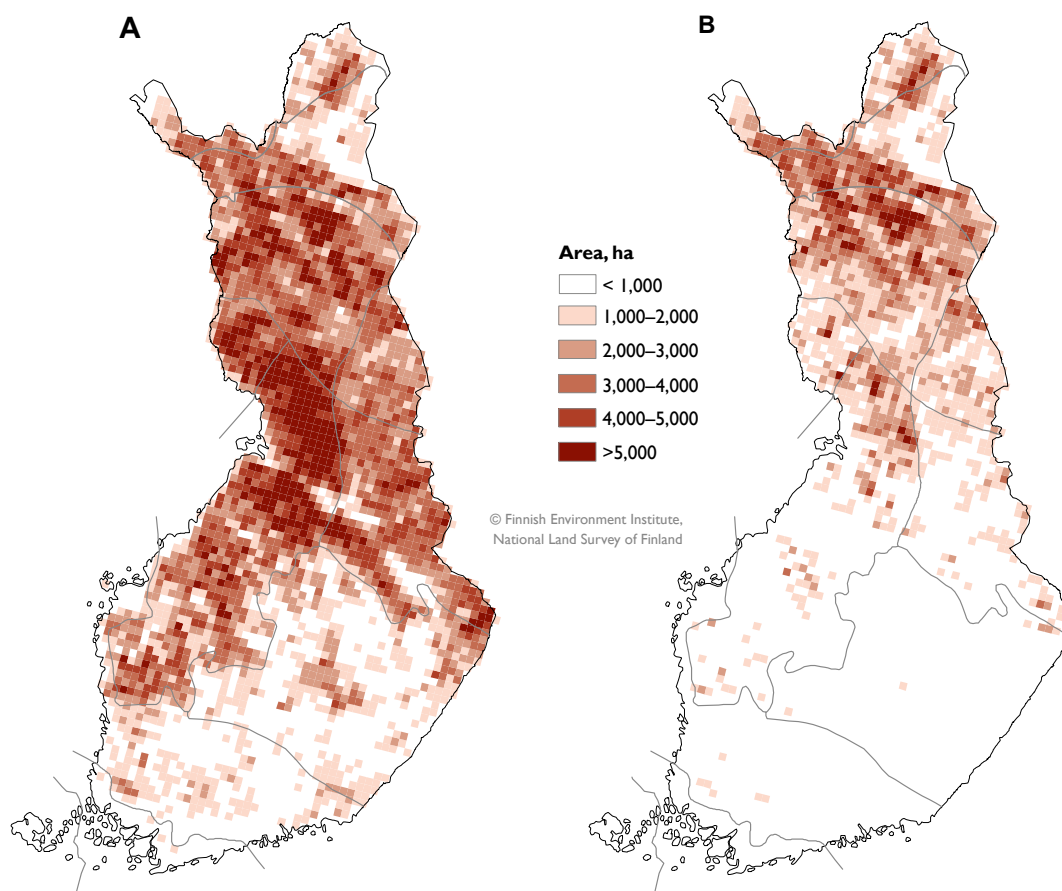 A
B
Area, ha
< 1,000
1,000–2,000
2,000–3,000
3,000–4,000
4,000–5,000
>5,000
© Finnish Environment Institute,
National Land Survey of Finland